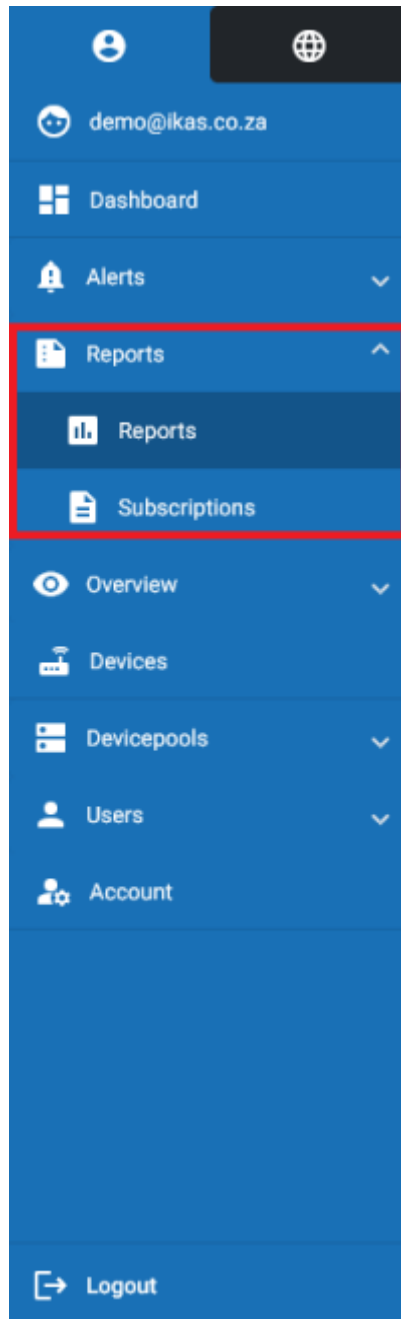 demo@ikas.co.za
Dashboard
Alerts
Reports
Reports
Subscriptions
Overview
Devices
Devicepools
Users
Account
Logout